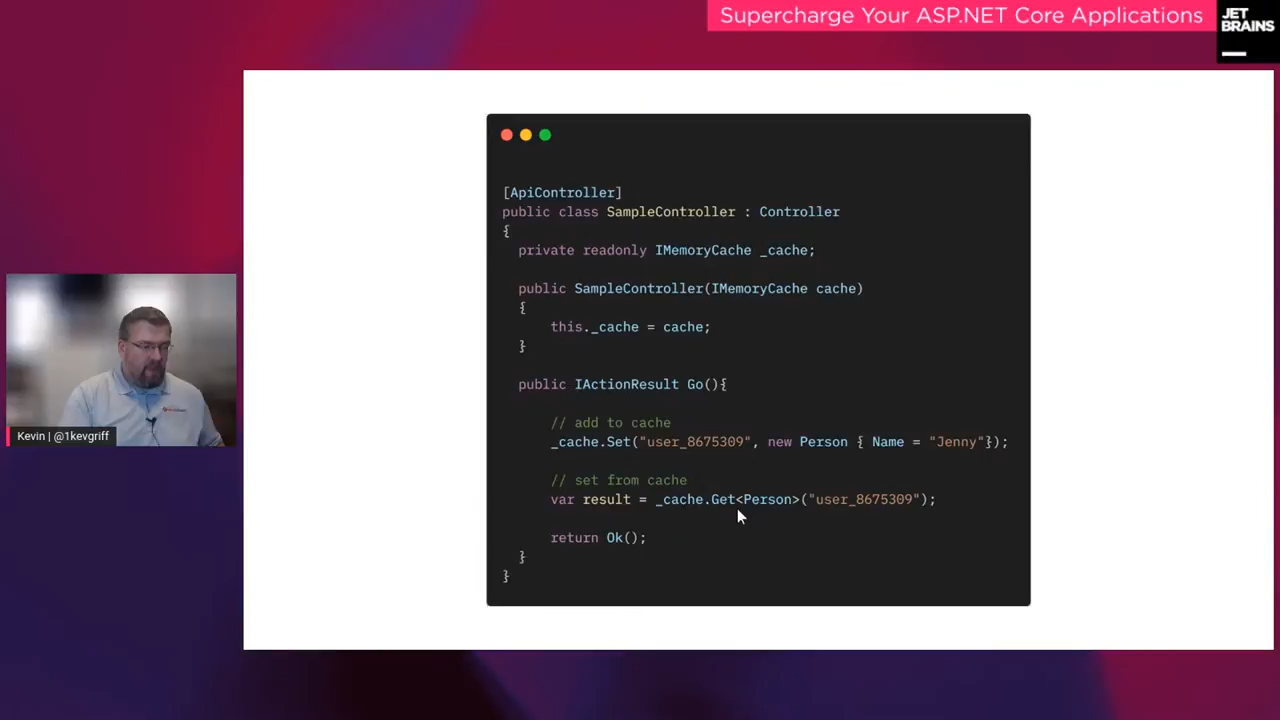 Supercharge Your ASP.NET Core Applications
JET
BRAINS
[ApiController]
public class SampleController : Controller
{
private readonly IMemoryCache _cache;
public SampleController(IMemoryCache cache)
{
this._cache = cache;
}
public IActionResult Go(){
// add to cache
_cache.Set("user_8675309", new Person { Name = "Jenny"});
// set from cache
var result = _cache.Get<Person>("user_8675309");
return Ok();
}
}
Kevin | @1kevgriff